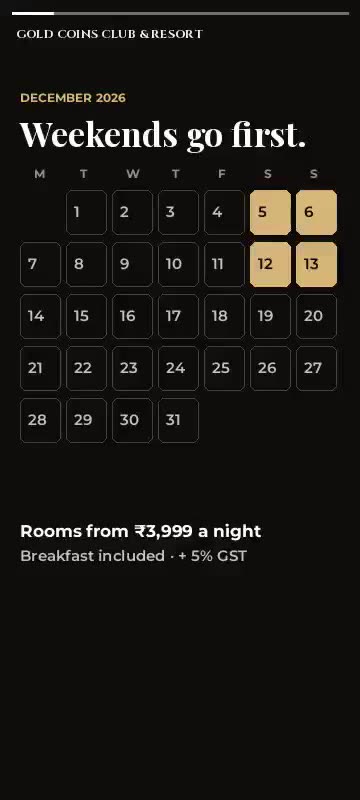 GOLD COINS CLUB & RESORT
DECEMBER 2026
Weekends go first.
M T W T F S S
1 2 3 4 5 6
7 8 9 10 11 12 13
14 15 16 17 18 19 20
21 22 23 24 25 26 27
28 29 30 31
Rooms from ₹3,999 a night
Breakfast included · + 5% GST